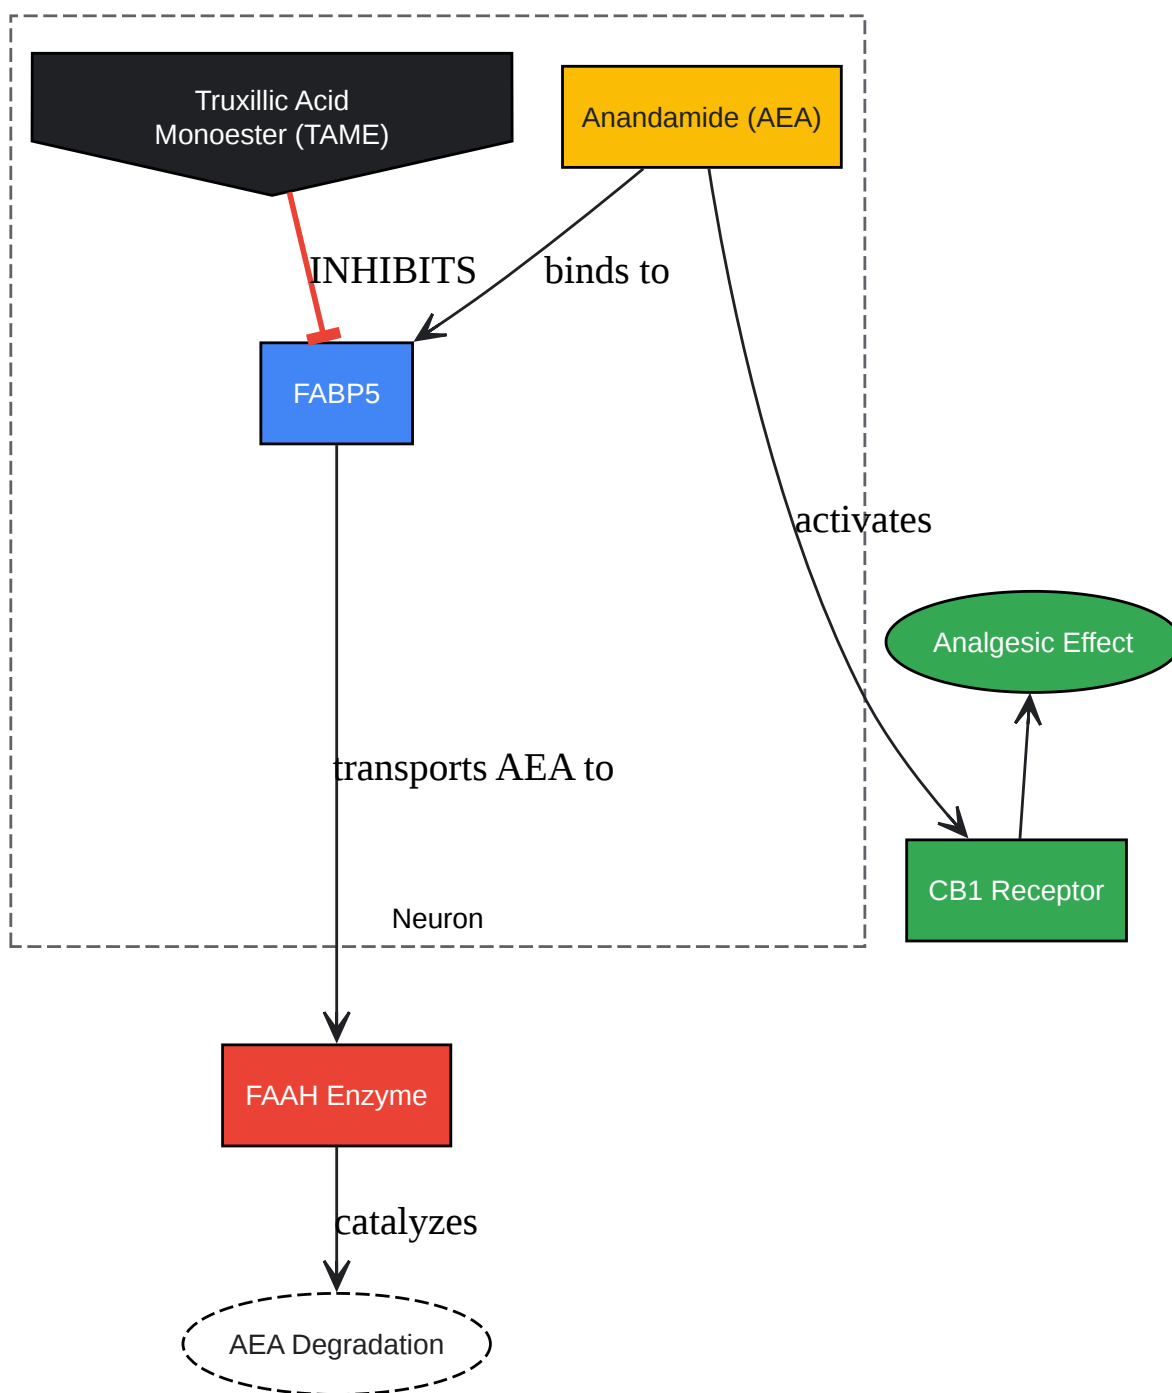 Truxillic Acid
Monoester (TAME)
Anandamide (AEA)
INHIBITS
binds to
FABP5
activates
Analgesic Effect
transports AEA to
CB1 Receptor
Neuron
FAAH Enzyme
catalyzes
AEA Degradation